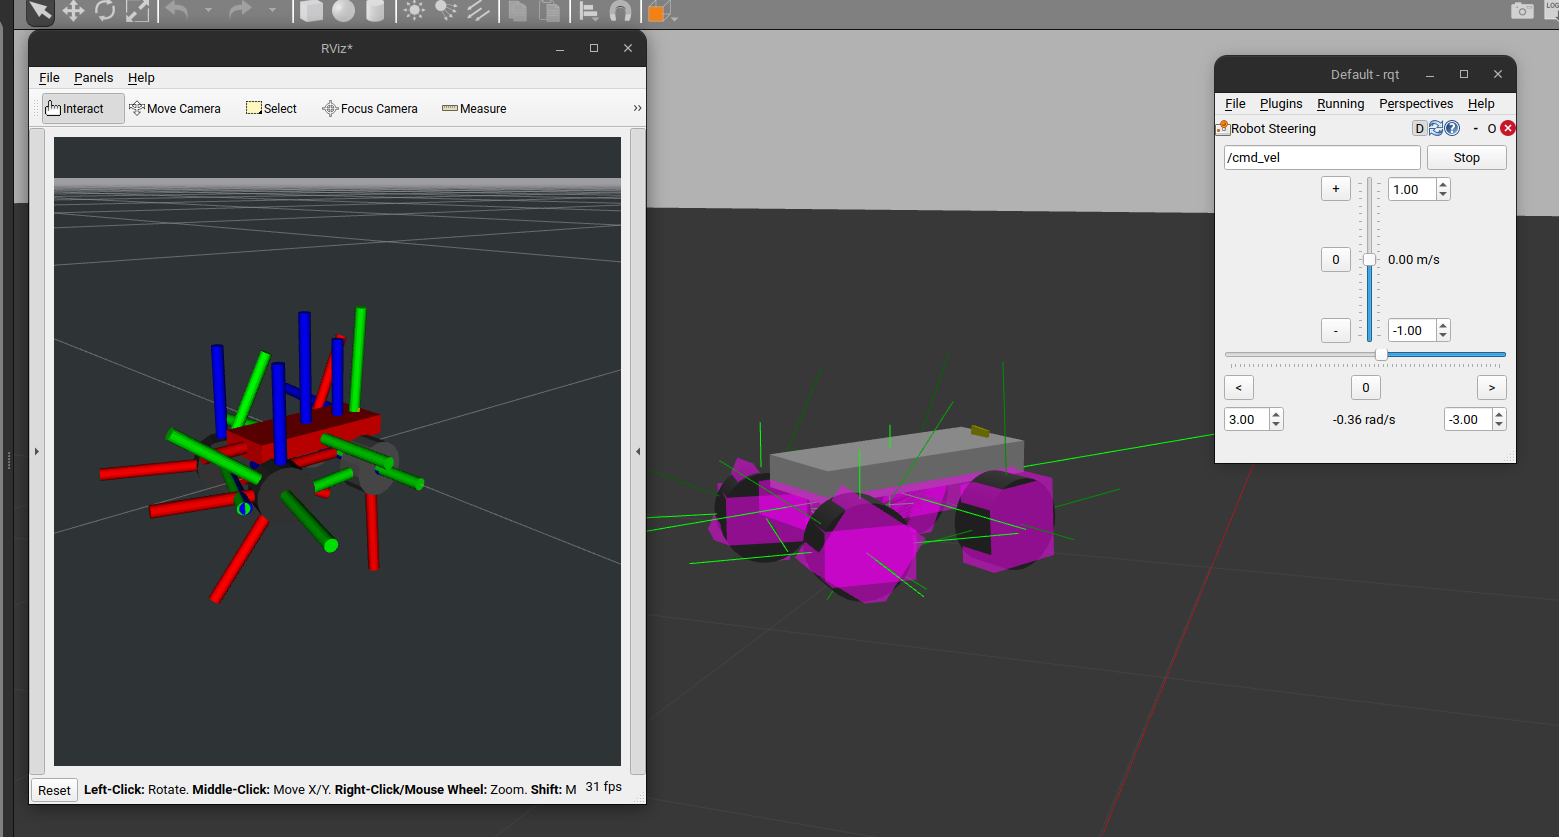 LOG
RViz*
File Panels Help
Interact Move Camera Select Focus Camera Measure »
Reset Left-Click: Rotate. Middle-Click: Move X/Y. Right-Click/Mouse Wheel: Zoom. Shift: M 31 fps
Default - rqt
File Plugins Running Perspectives Help
Robot Steering D ? - O
/cmd_vel Stop
+ 1.00
0 0.00 m/s
- -1.00
< 0 >
3.00 -0.36 rad/s -3.00